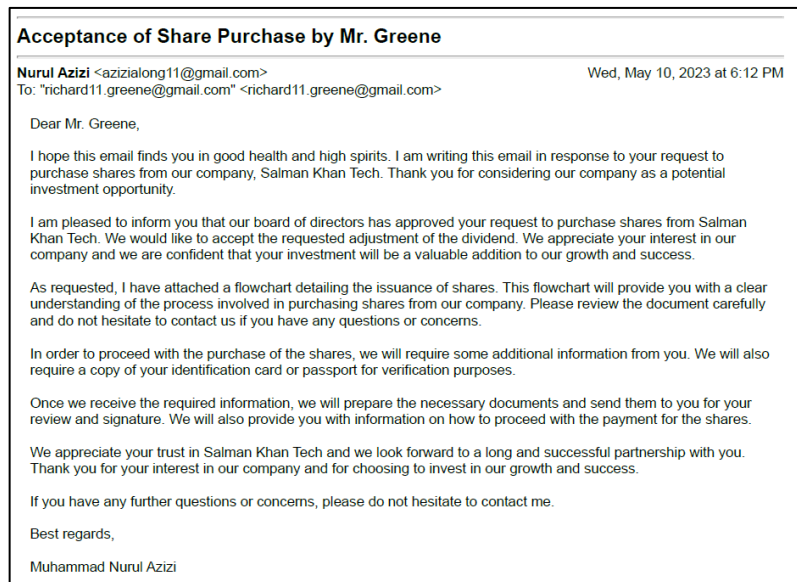 Acceptance of Share Purchase by Mr. Greene
Nurul Azizi <azizialong11@gmail.com> Wed, May 10, 2023 at 6:12 PM
To: "richard11.greene@gmail.com" <richard11.greene@gmail.com>
Dear Mr. Greene,
I hope this email finds you in good health and high spirits. I am writing this email in response to your request to
purchase shares from our company, Salman Khan Tech. Thank you for considering our company as a potential
investment opportunity.
I am pleased to inform you that our board of directors has approved your request to purchase shares from Salman
Khan Tech. We would like to accept the requested adjustment of the dividend. We appreciate your interest in our
company and we are confident that your investment will be a valuable addition to our growth and success.
As requested, I have attached a flowchart detailing the issuance of shares. This flowchart will provide you with a clear
understanding of the process involved in purchasing shares from our company. Please review the document carefully
and do not hesitate to contact us if you have any questions or concerns.
In order to proceed with the purchase of the shares, we will require some additional information from you. We will also
require a copy of your identification card or passport for verification purposes.
Once we receive the required information, we will prepare the necessary documents and send them to you for your
review and signature. We will also provide you with information on how to proceed with the payment for the shares.
We appreciate your trust in Salman Khan Tech and we look forward to a long and successful partnership with you.
Thank you for your interest in our company and for choosing to invest in our growth and success.
If you have any further questions or concerns, please do not hesitate to contact me.
Best regards,
Muhammad Nurul Azizi